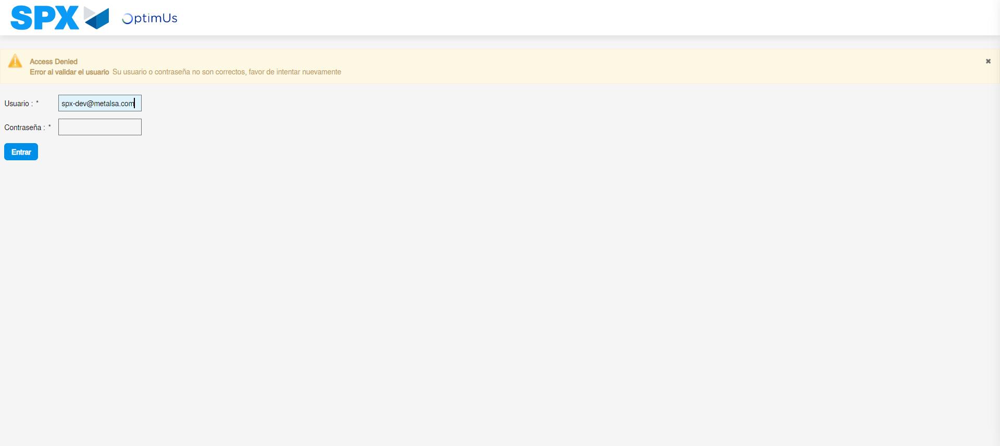 SPX OptimUs
Access Denied
Error al validar el usuario Su usuario o contraseña no son correctos, favor de intentar nuevamente
Usuario : * spx-dev@metalsa.com
Contraseña : *
Entrar